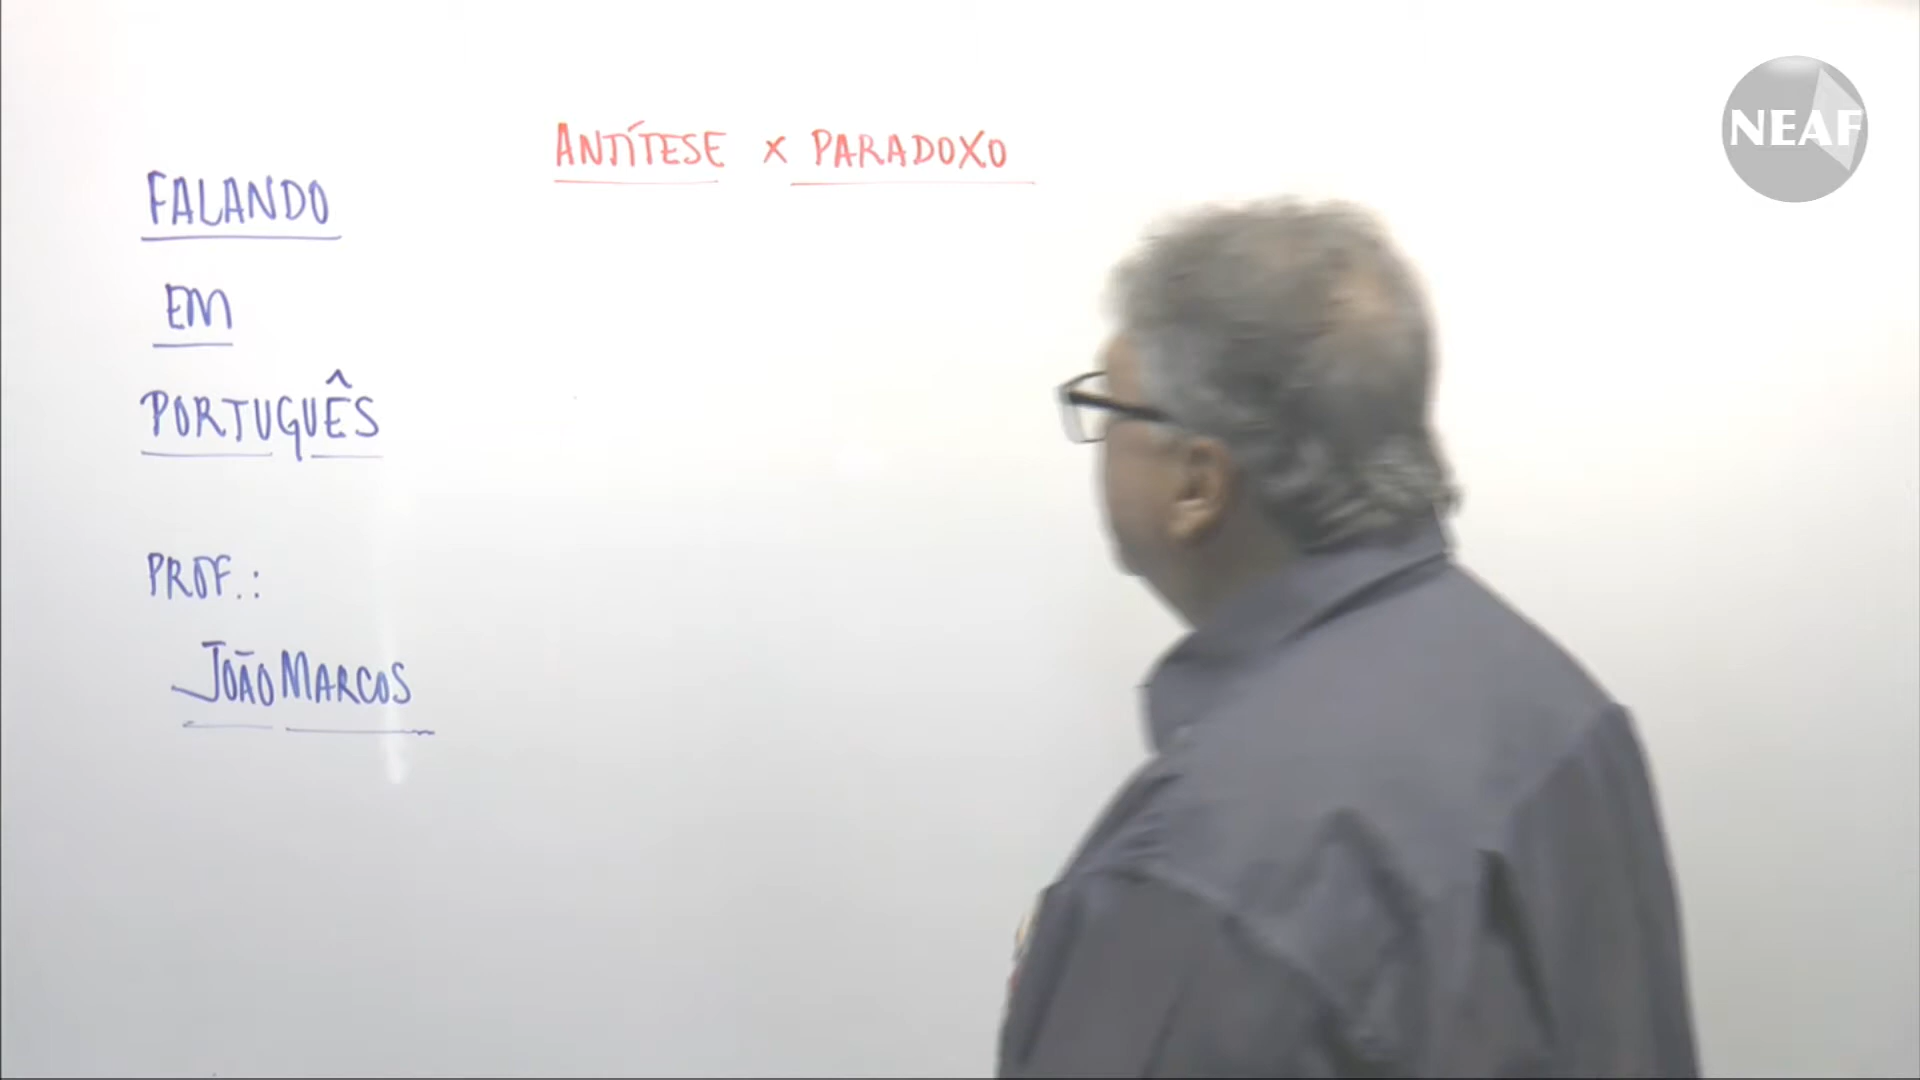 ANTÍTESE x PARADOXO
FALANDO
EM
PORTUGUÊS
PROF.:
JOÃO MARCOS
NEAF